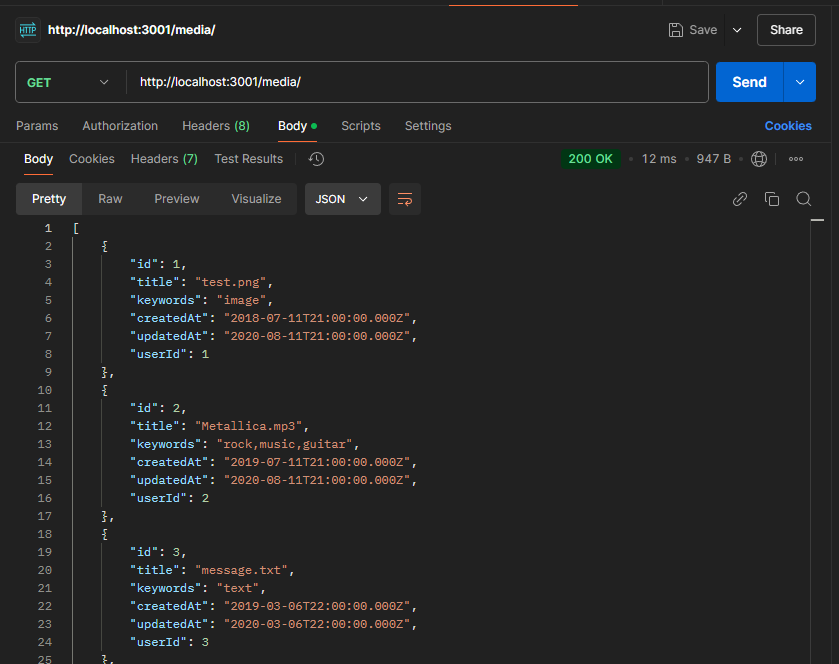 HTTP http://localhost:3001/media/ Save Share
GET http://localhost:3001/media/ Send
Params Authorization Headers (8) Body Scripts Settings Cookies
Body Cookies Headers (7) Test Results 200 OK • 12 ms • 947 B
Pretty Raw Preview Visualize JSON
1 [
2 {
3 "id": 1,
4 "title": "test.png",
5 "keywords": "image",
6 "createdAt": "2018-07-11T21:00:00.000Z",
7 "updatedAt": "2020-08-11T21:00:00.000Z",
8 "userId": 1
9 },
10 {
11 "id": 2,
12 "title": "Metallica.mp3",
13 "keywords": "rock,music,guitar",
14 "createdAt": "2019-07-11T21:00:00.000Z",
15 "updatedAt": "2020-08-11T21:00:00.000Z",
16 "userId": 2
17 },
18 {
19 "id": 3,
20 "title": "message.txt",
21 "keywords": "text",
22 "createdAt": "2019-03-06T22:00:00.000Z",
23 "updatedAt": "2020-03-06T22:00:00.000Z",
24 "userId": 3
25 },